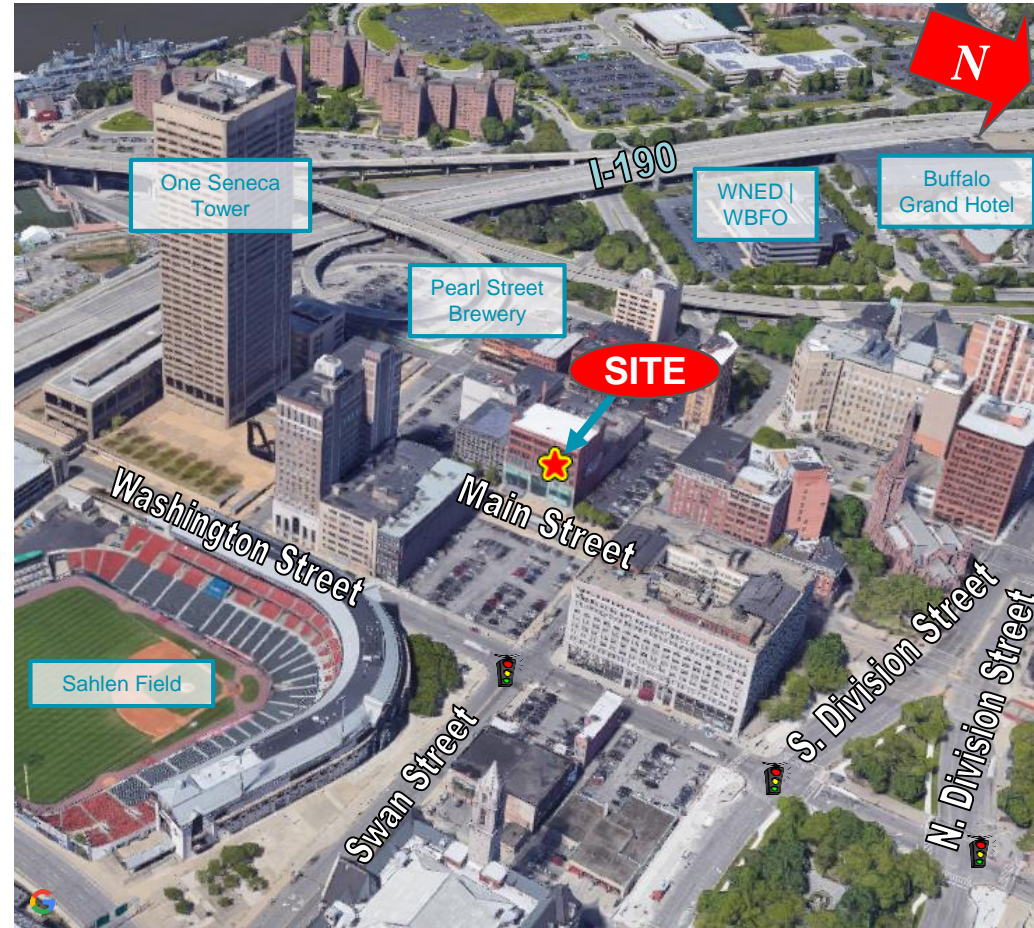 N
I-190
One Seneca
Tower
WNED |
WBFO
Buffalo
Grand Hotel
Pearl Street
Brewery
SITE
Washington Street
Main Street
Sahlen Field
Swan Street
S. Division Street
N. Division Street